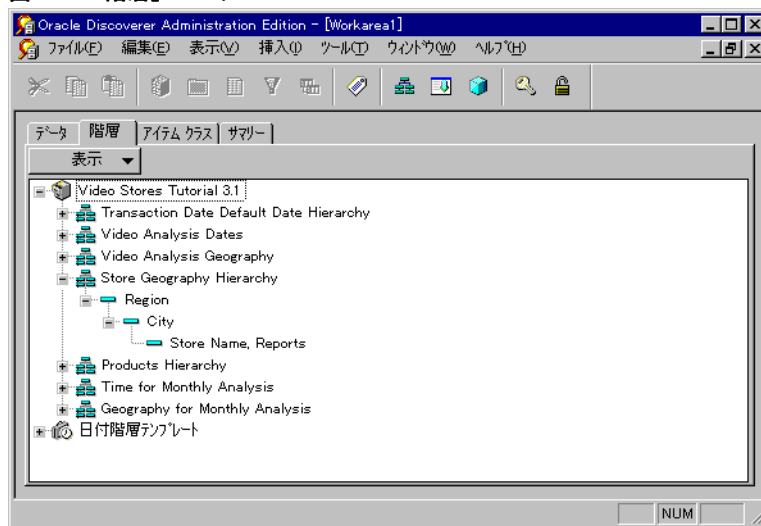 Oracle Discoverer Administration Edition - [Workarea1]
ファイル(F) 編集(E) 表示(V) 挿入(I) ツール(T) ウィンドウ(W) ヘルプ(H)
データ 階層 アイテム クラス サマリー
表示
Video Stores Tutorial 3.1
Transaction Date Default Date Hierarchy
Video Analysis Dates
Video Analysis Geography
Store Geography Hierarchy
Region
City
Store Name, Reports
Products Hierarchy
Time for Monthly Analysis
Geography for Monthly Analysis
日付階層テンプレート
NUM